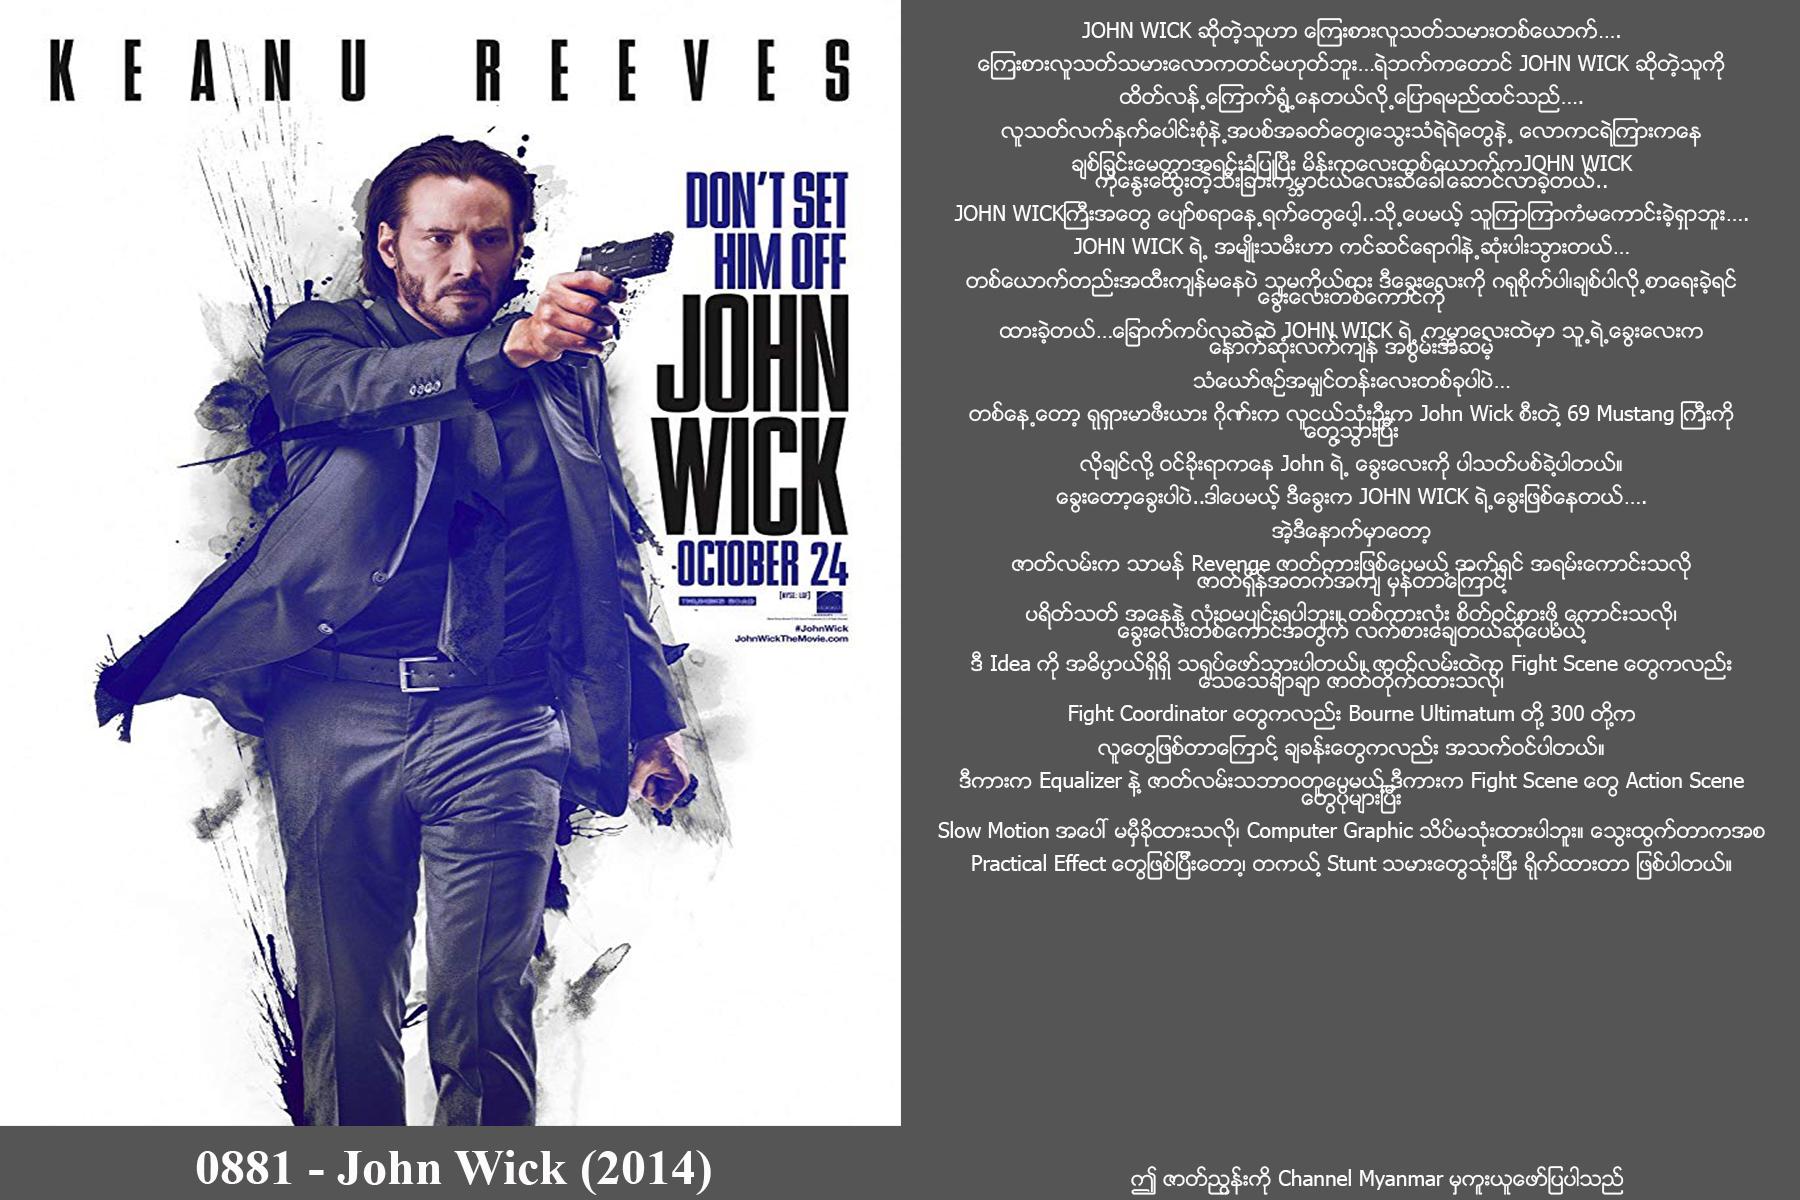 KEANU REEVES
DON'T SET
HIM OFF
JOHN
WICK
OCTOBER 24
#JohnWick
JohnWickTheMovie.com
0881 - John Wick (2014)
JOHN WICK ဆိုတဲ့သူဟာ ကြေးစားလူသတ်သမားတစ်ယောက်....
ကြေးစားလူသတ်သမားလောကတင်မဟုတ်ဘူး...ရဲဘက်ကတောင် JOHN WICK ဆိုတဲ့သူကို
ထိတ်လန့်ကြောက်ရွံ့နေတယ်လို့ပြောရမည်ထင်သည်....
လူသတ်လက်နက်ပေါင်းစုံနဲ့အပစ်အခတ်တွေ၊သွေးသံရဲရဲတွေနဲ့ လောကငရဲကြားကနေ
ချစ်ခြင်းမေတ္တာအရင်းခံပြုပြီး မိန်းကလေးတစ်ယောက်ကJOHN WICK
ကိုနွေးထွေးတဲ့သီးခြားကမ္ဘာငယ်လေးဆီခေါ်ဆောင်လာခဲ့တယ်..
JOHN WICKကြီးအတွေ ပျော်စရာနေ့ရက်တွေပေါ့..သို့ပေမယ့် သူကြာကြာကံမကောင်းခဲ့ရှာဘူး....
JOHN WICK ရဲ့ အမျိုးသမီးဟာ ကင်ဆင်ရောဂါနဲ့ဆုံးပါးသွားတယ်...
တစ်ယောက်တည်းအထီးကျန်မနေပဲ သူမကိုယ်စား ဒီခွေးလေးကို ဂရုစိုက်ပါ၊ချစ်ပါလို့စာရေးခဲ့ရင်
ခွေးလေးတစ်ကောင်ကို
ထားခဲ့တယ်...ခြောက်ကပ်လုဆဲဆဲ JOHN WICK ရဲ့ ကမ္ဘာလေးထဲမှာ သူ့ရဲ့ခွေးလေးက
နောက်ဆုံးလက်ကျန် အစွမ်းအဆမဲ့
သံယော်ဇဉ်အမျှင်တန်းလေးတစ်ခုပါပဲ...
တစ်နေ့တော့ ရုရှားမာဖီးယား ဂိုဏ်းက လူငယ်သုံးဦးက John Wick စီးတဲ့ 69 Mustang ကြီးကို
တွေ့သွားပြီး
လိုချင်လို့ ဝင်ခိုးရာကနေ John ရဲ့ ခွေးလေးကို ပါသတ်ပစ်ခဲ့ပါတယ်။
ခွေးတော့ခွေးပါပဲ..ဒါပေမယ့် ဒီခွေးက JOHN WICK ရဲ့ခွေးဖြစ်နေတယ်....
အဲ့ဒီနောက်မှာတော့
ဇာတ်လမ်းက သာမန် Revenge ဇာတ်ကားဖြစ်ပေမယ့် အက်ရှင် အရမ်းကောင်းသလို
ဇာတ်ရှိန်အတက်အကျ မှန်တာကြောင့်
ပရိတ်သတ် အနေနဲ့ လုံးဝမပျင်းရပါဘူး။ တစ်ကားလုံး စိတ်ဝင်စားဖို့ ကောင်းသလို၊
ခွေးလေးတစ်ကောင်အတွက် လက်စားချေတယ်ဆိုပေမယ့်
ဒီ Idea ကို အဓိပ္ပာယ်ရှိရှိ သရုပ်ဖော်သွားပါတယ်။ ဇာတ်လမ်းထဲက Fight Scene တွေကလည်း
သေသေချာချာ ဇာတ်တိုက်ထားသလို၊
Fight Coordinator တွေကလည်း Bourne Ultimatum တို့ 300 တို့က
လူတွေဖြစ်တာကြောင့် ချခန်းတွေကလည်း အသက်ဝင်ပါတယ်။
ဒီကားက Equalizer နဲ့ ဇာတ်လမ်းသဘာဝတူပေမယ့် ဒီကားက Fight Scene တွေ Action Scene
တွေပိုများပြီး
Slow Motion အပေါ် မမှီခိုထားသလို၊ Computer Graphic သိပ်မသုံးထားပါဘူး။ သွေးထွက်တာကအစ
Practical Effect တွေဖြစ်ပြီးတော့၊ တကယ့် Stunt သမားတွေသုံးပြီး ရိုက်ထားတာ ဖြစ်ပါတယ်။
ဤ ဇာတ်ညွှန်းကို Channel Myanmar မှကူးယူဖော်ပြပါသည်